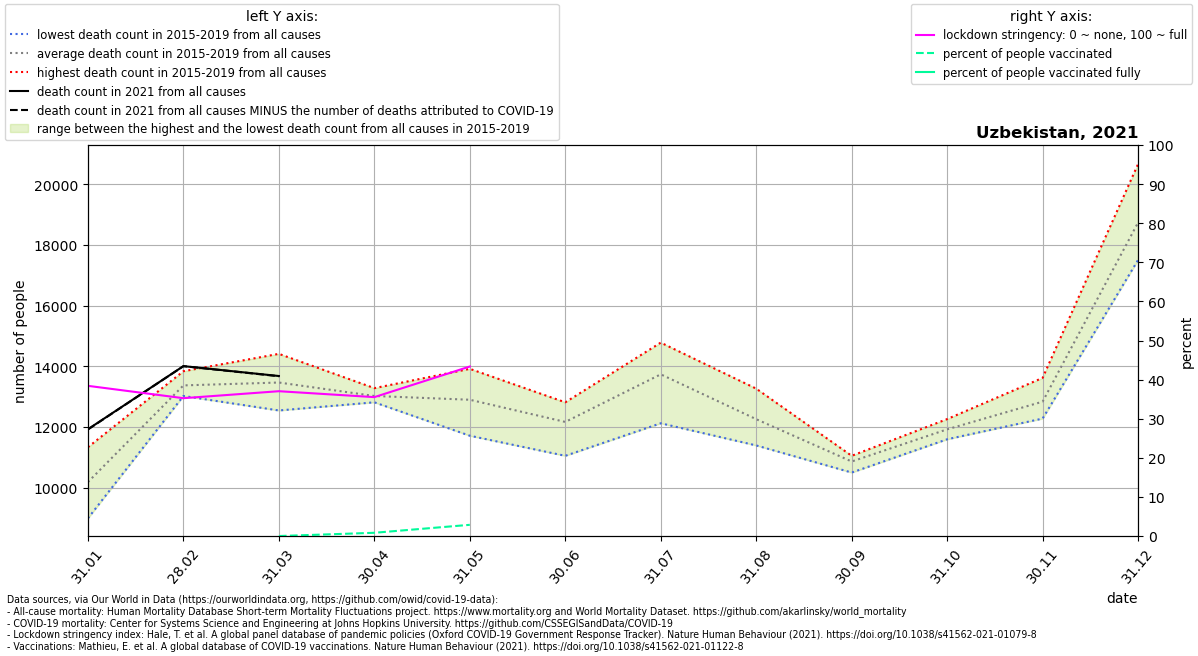 left Y axis:
lowest death count in 2015-2019 from all causes
average death count in 2015-2019 from all causes
highest death count in 2015-2019 from all causes
death count in 2021 from all causes
death count in 2021 from all causes MINUS the number of deaths attributed to COVID-19
range between the highest and the lowest death count from all causes in 2015-2019
right Y axis:
lockdown stringency: 0 ~ none, 100 ~ full
percent of people vaccinated
percent of people vaccinated fully
Uzbekistan, 2021
number of people
20000
18000
16000
14000
12000
10000
100
90
80
70
60
50
40
30
20
10
0
percent
31.01
28.02
31.03
30.04
31.05
30.06
31.07
31.08
30.09
31.10
30.11
31.12
date
Data sources, via Our World in Data (https://ourworldindata.org, https://github.com/owid/covid-19-data):
- All-cause mortality: Human Mortality Database Short-term Mortality Fluctuations project. https://www.mortality.org and World Mortality Dataset. https://github.com/akarlinsky/world_mortality
- COVID-19 mortality: Center for Systems Science and Engineering at Johns Hopkins University. https://github.com/CSSEGISandData/COVID-19
- Lockdown stringency index: Hale, T. et al. A global panel database of pandemic policies (Oxford COVID-19 Government Response Tracker). Nature Human Behaviour (2021). https://doi.org/10.1038/s41562-021-01079-8
- Vaccinations: Mathieu, E. et al. A global database of COVID-19 vaccinations. Nature Human Behaviour (2021). https://doi.org/10.1038/s41562-021-01122-8